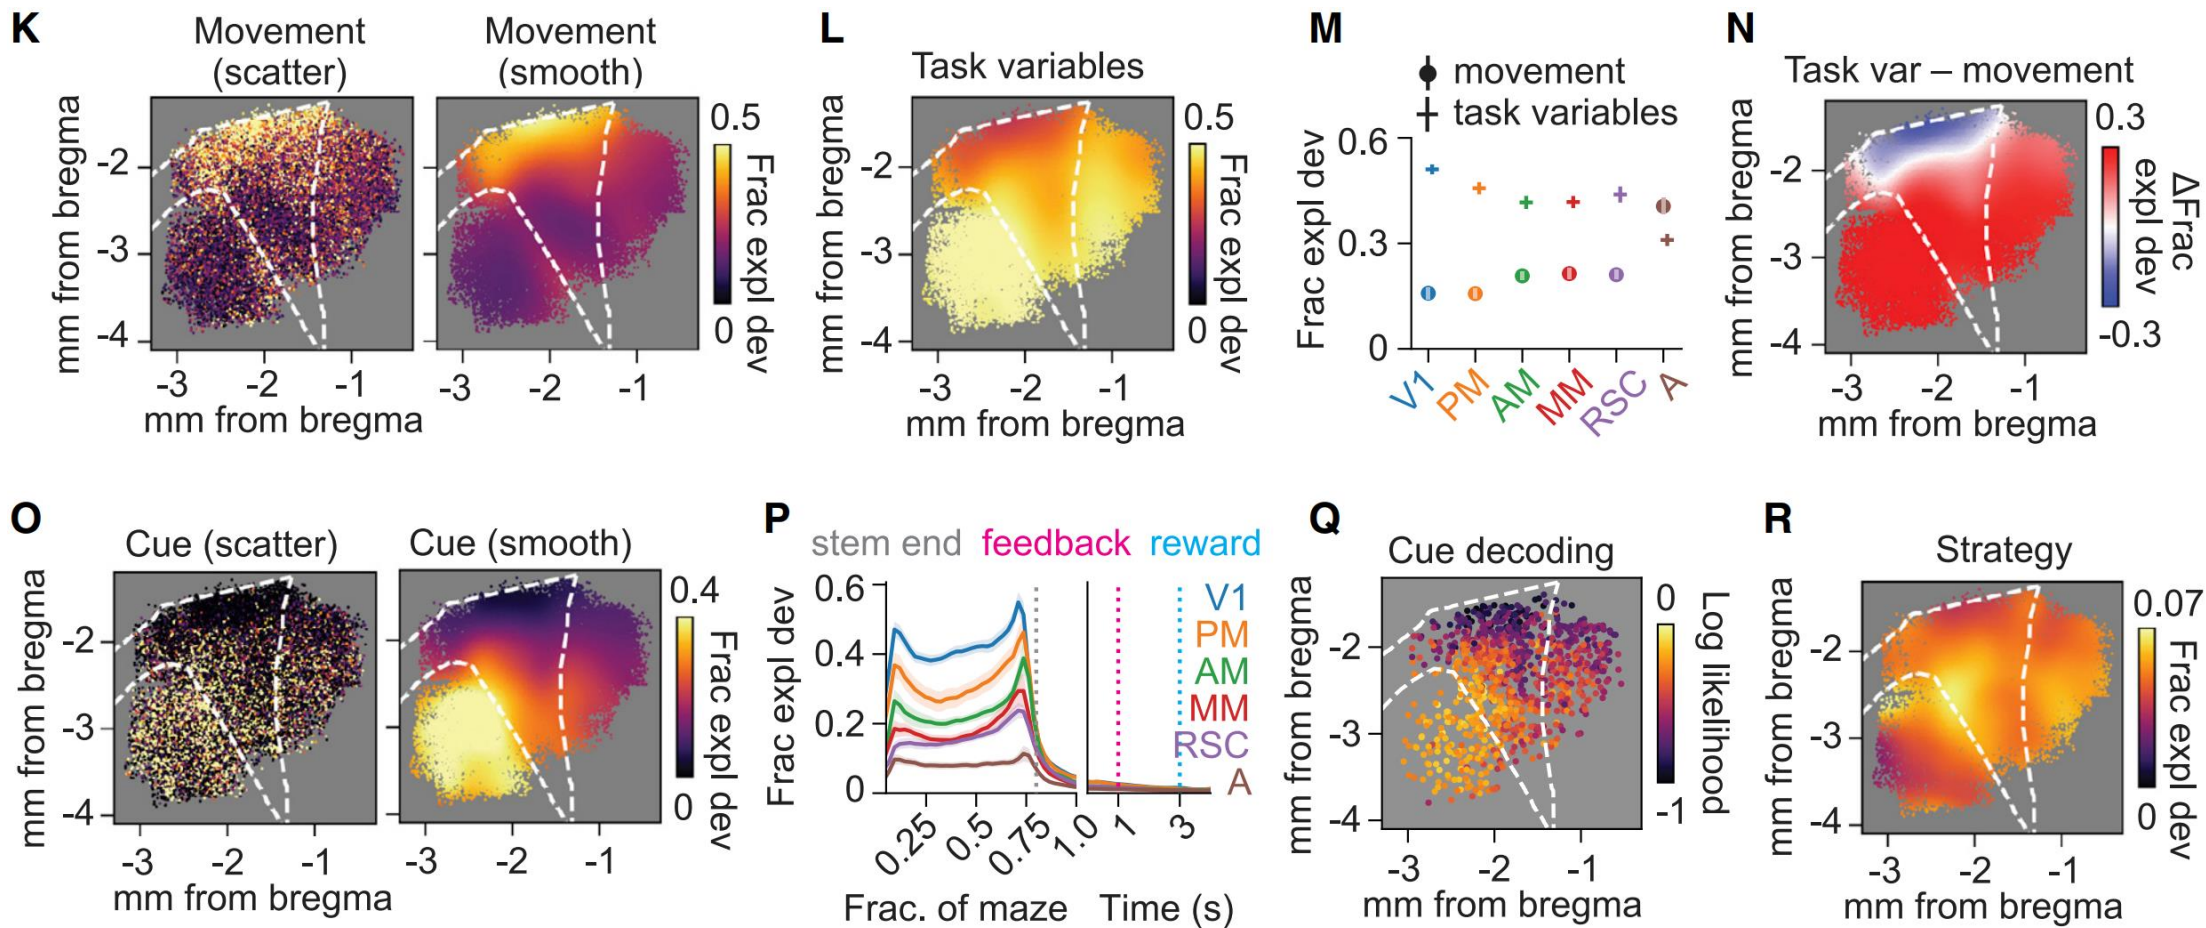 K
Movement
(scatter)
Movement
(smooth)
mm from bregma
-2
-3
-4
-3
-2
-1
mm from bregma
-3
-2
-1
0.5
Frac expl dev
0
L
Task variables
mm from bregma
-2
-3
-4
-3
-2
-1
mm from bregma
0.5
Frac expl dev
0
M
movement
task variables
Frac expl dev
0.6
0.3
0
V1
PM
AM
MM
RSC
A
N
Task var – movement
mm from bregma
-2
-3
-4
-3
-2
-1
mm from bregma
0.3
ΔFrac
expl dev
-0.3
O
Cue (scatter)
Cue (smooth)
mm from bregma
-2
-3
-4
-3
-2
-1
mm from bregma
-3
-2
-1
0.4
Frac expl dev
0
P
stem end feedback reward
Frac expl dev
0.6
0.4
0.2
0
V1
PM
AM
MM
RSC
A
0.25
0.5
0.75
1.0
0
1
3
Frac. of maze
Time (s)
Q
Cue decoding
mm from bregma
-2
-3
-4
-3
-2
-1
mm from bregma
0
Log likelihood
-1
R
Strategy
mm from bregma
-2
-3
-4
-3
-2
-1
mm from bregma
0.07
Frac expl dev
0